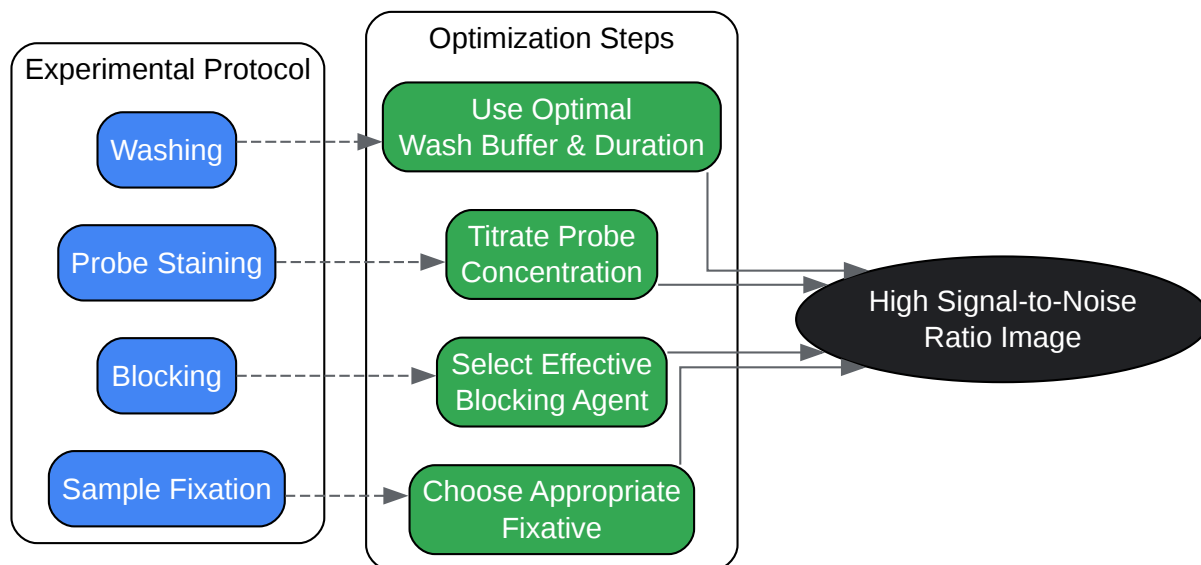 Experimental Protocol
Washing
Probe Staining
Blocking
Sample Fixation
Optimization Steps
Use Optimal
Wash Buffer & Duration
Titrate Probe
Concentration
Select Effective
Blocking Agent
Choose Appropriate
Fixative
High Signal-to-Noise
Ratio Image